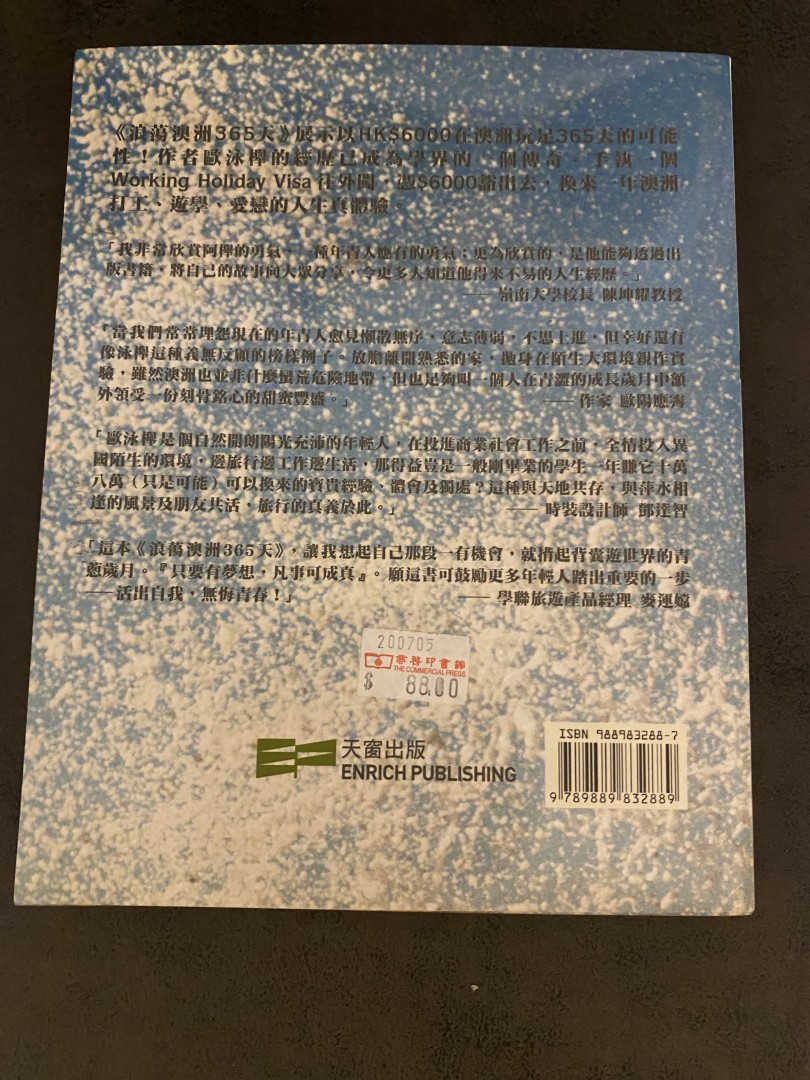 《浪蕩澳洲365天》展示以HK$6000在澳洲玩足365天的可能
性！作者歐泳樺的經歷已成為學界的一個傳奇。手執一個
Working Holiday Visa往外闖，憑$6000豁出去，換來一年澳洲
打工、遊學、愛戀的人生真體驗。
「我非常欣賞阿樺的勇氣，一種年青人應有的勇氣；更為欣賞的，是他能夠透過出
版書籍，將自己的故事向大眾分享，令更多人知道他得來不易的人生經歷。」
——嶺南大學校長 陳坤耀教授
「當我們常常埋怨現在的年青人愈見懶散無序，意志薄弱，不思上進，但幸好還有
像泳樺這種義無反顧的榜樣例子。放膽離開熟悉的家，拋身在陌生大環境親作實
驗，雖然澳洲也並非什麼蠻荒危險地帶，但也足夠叫一個人在青澀的成長歲月中額
外領受一份刻骨銘心的甜蜜豐盛。」 ——作家 歐陽應霽
「歐泳樺是個自然開朗陽光充沛的年輕人，在投進商業社會工作之前，全情投入異
國陌生的環境，邊旅行邊工作邊生活，那得益豈是一般剛畢業的學生一年賺它十萬
八萬（只是可能）可以換來的寶貴經驗、體會及獨處？這種與天地共存，與萍水相
逢的風景及朋友共活，旅行的真義於此。」 ——時裝設計師 鄧達智
「這本《浪蕩澳洲365天》，讓我想起自己那段一有機會，就揹起背囊遊世界的青
蔥歲月。『只要有夢想，凡事可成真』。願這書可鼓勵更多年輕人踏出重要的一步
——活出自我，無悔青春！」 ——學聯旅遊產品經理 麥運嫦
200705
商務印書館
THE COMMERCIAL PRESS
$ 88.00
天窗出版
ENRICH PUBLISHING
ISBN 988983288-7
9 789889 832889